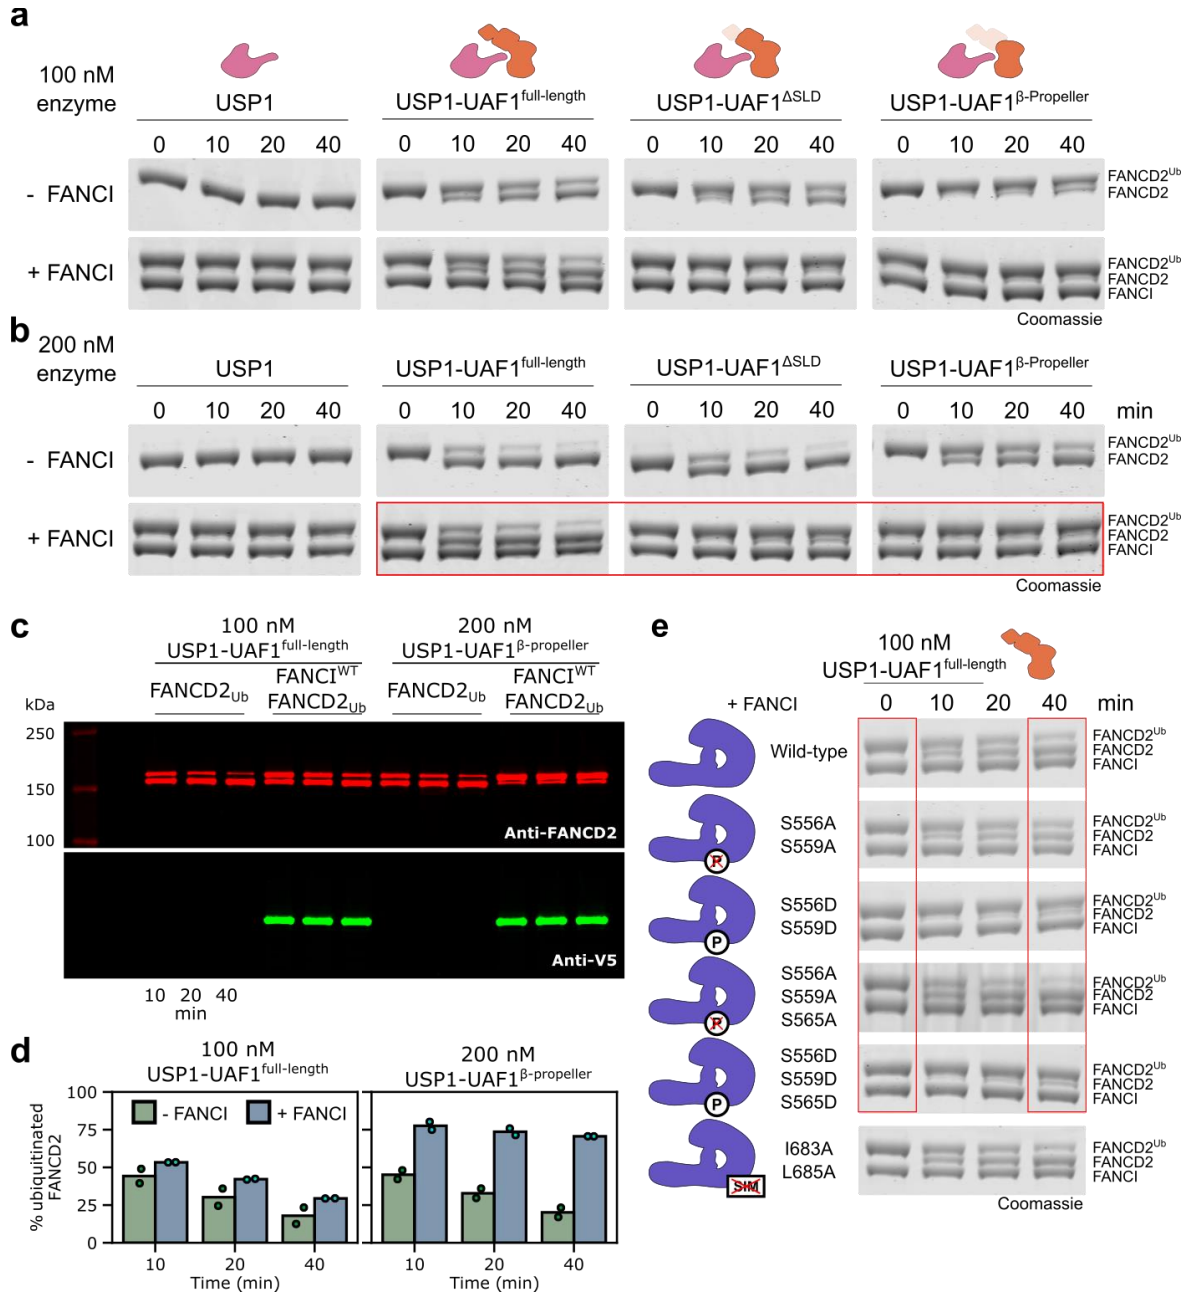 a
100 nM
enzyme
USP1
USP1-UAF1full-length
USP1-UAF1ΔSLD
USP1-UAF1β-Propeller
0 10 20 40 0 10 20 40 0 10 20 40 0 10 20 40
- FANCI
FANCD2Ub
FANCD2
+ FANCI
FANCD2Ub
FANCD2
FANCI
Coomassie
b
200 nM
enzyme
USP1
USP1-UAF1full-length
USP1-UAF1ΔSLD
USP1-UAF1β-Propeller
0 10 20 40 0 10 20 40 0 10 20 40 0 10 20 40 min
- FANCI
FANCD2Ub
FANCD2
+ FANCI
FANCD2Ub
FANCD2
FANCI
Coomassie
c
100 nM
USP1-UAF1full-length
200 nM
USP1-UAF1β-propeller
FANCD2Ub
FANCIWT
FANCD2Ub
FANCD2Ub
FANCIWT
FANCD2Ub
kDa
250
150
100
Anti-FANCD2
Anti-V5
10 20 40
min
d
100 nM
USP1-UAF1full-length
200 nM
USP1-UAF1β-propeller
% ubiquitinated
FANCD2
100
75
50
25
0
- FANCI
+ FANCI
10 20 40
Time (min)
10 20 40
Time (min)
e
100 nM
USP1-UAF1full-length
+ FANCI
0 10 20 40 min
Wild-type
FANCD2Ub
FANCD2
FANCI
S556A
S559A
P
FANCD2Ub
FANCD2
FANCI
S556D
S559D
P
FANCD2Ub
FANCD2
FANCI
S556A
S559A
S565A
P
FANCD2Ub
FANCD2
FANCI
S556D
S559D
S565D
P
FANCD2Ub
FANCD2
FANCI
I683A
L685A
SIM
FANCD2Ub
FANCD2
FANCI
Coomassie